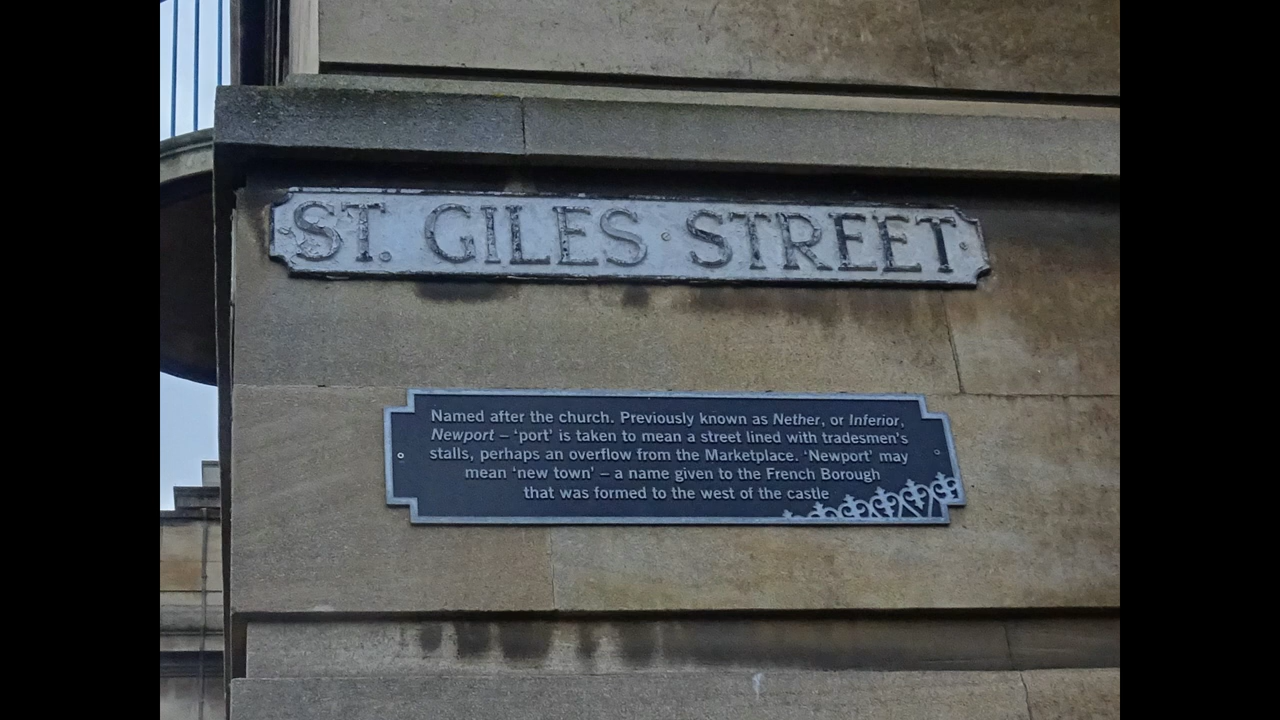 ST. GILES STREET
Named after the church. Previously known as Nether, or Inferior,
Newport – ‘port’ is taken to mean a street lined with tradesmen’s
stalls, perhaps an overflow from the Marketplace. ‘Newport’ may
mean ‘new town’ – a name given to the French Borough
that was formed to the west of the castle